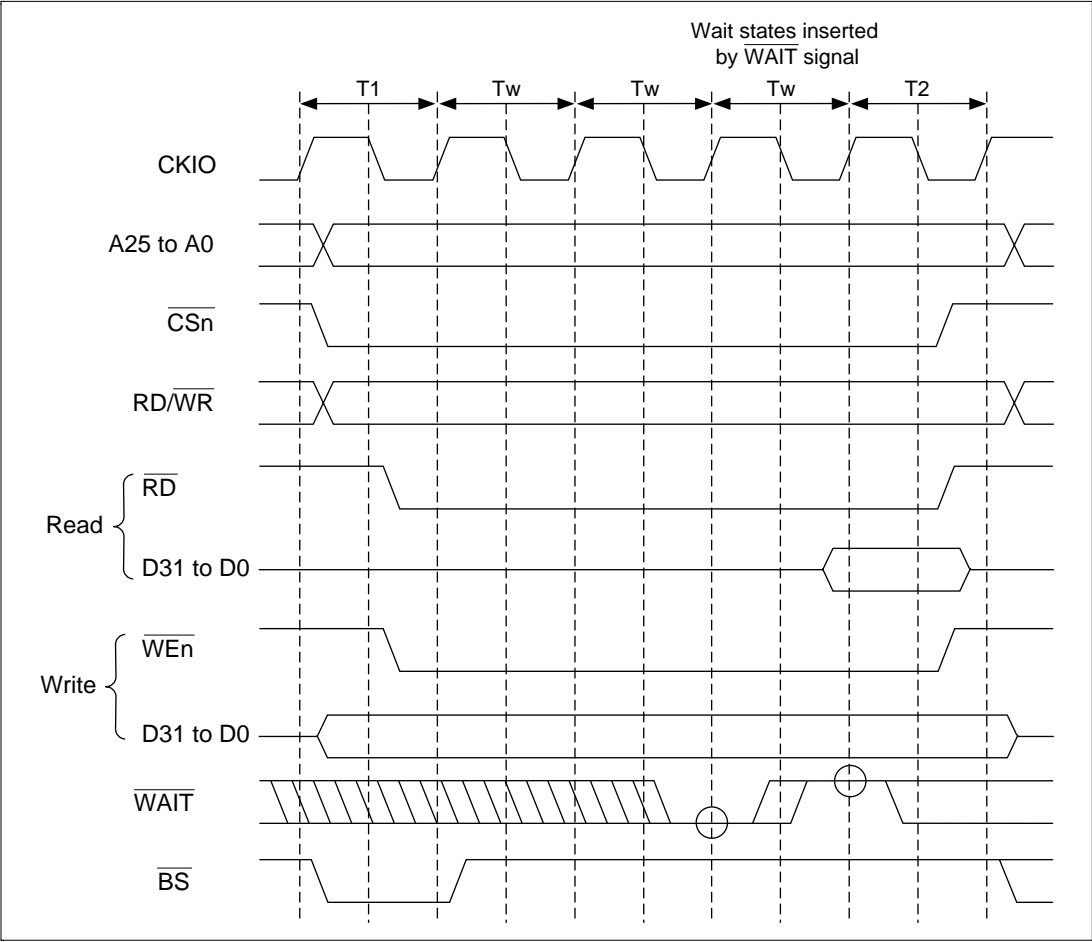 Wait states inserted
by WAIT signal
T1 Tw Tw Tw T2
CKIO
A25 to A0
CSn
RD/WR
Read
RD
D31 to D0
Write
WEn
D31 to D0
WAIT
BS